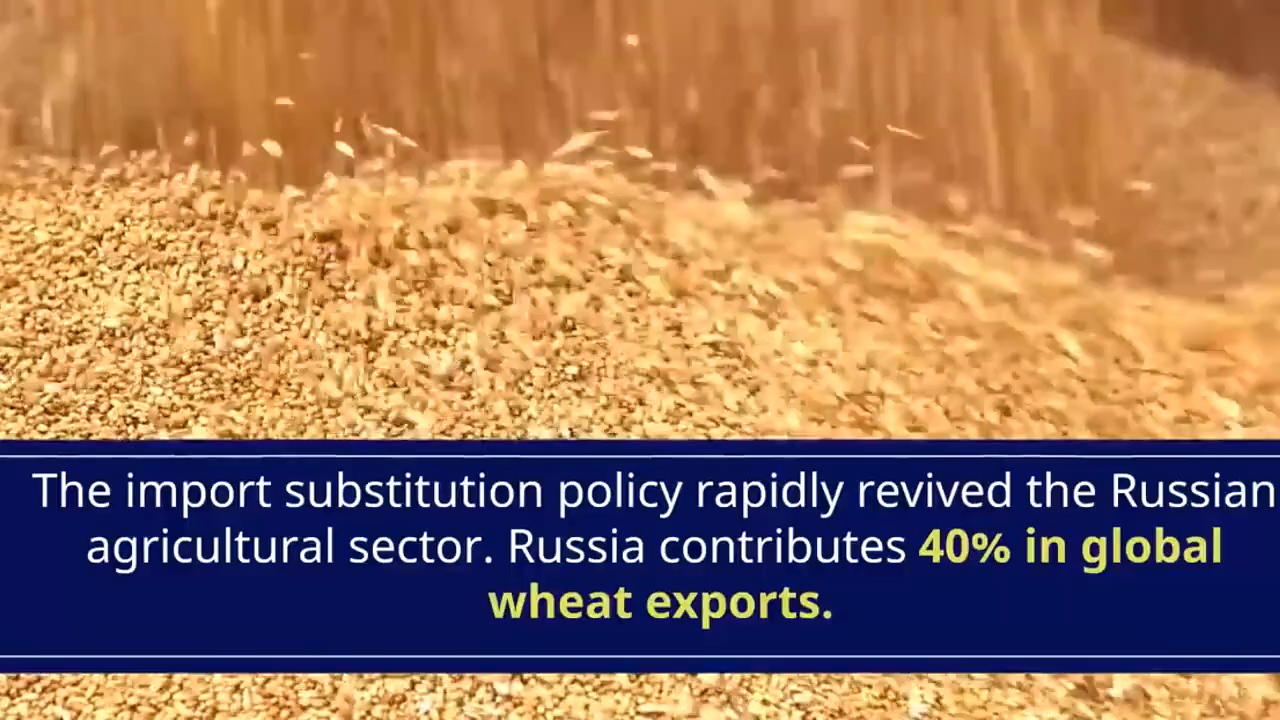 The import substitution policy rapidly revived the Russian
agricultural sector. Russia contributes 40% in global
wheat exports.